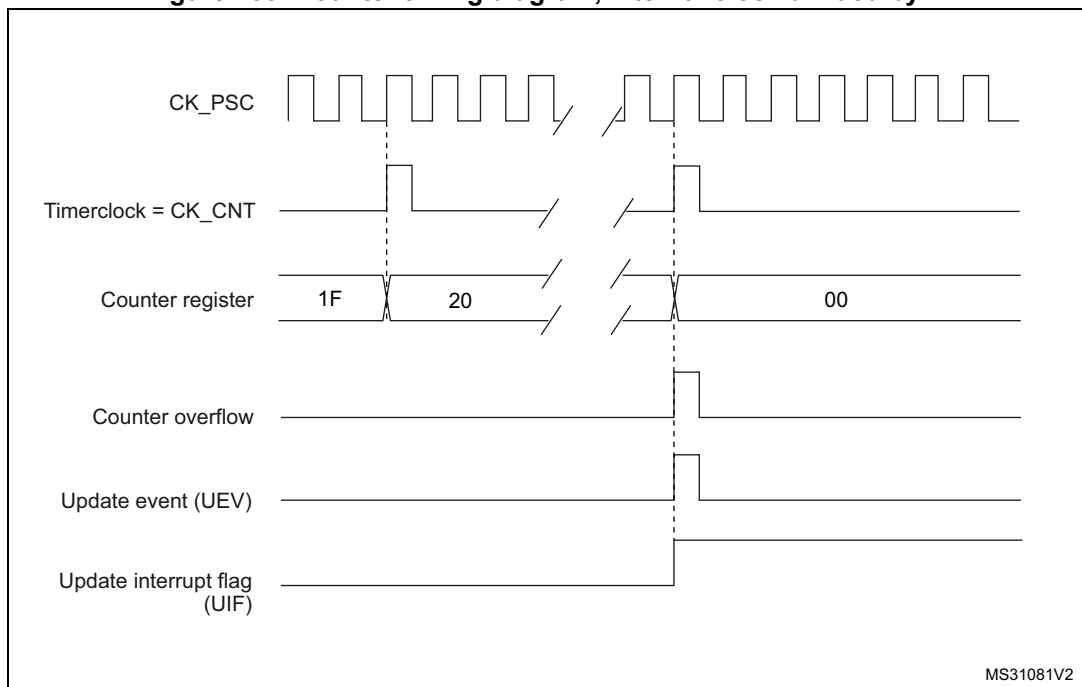 CK_PSC
Timerclock = CK_CNT
Counter register
1F
20
00
Counter overflow
Update event (UEV)
Update interrupt flag
(UIF)
MS31081V2